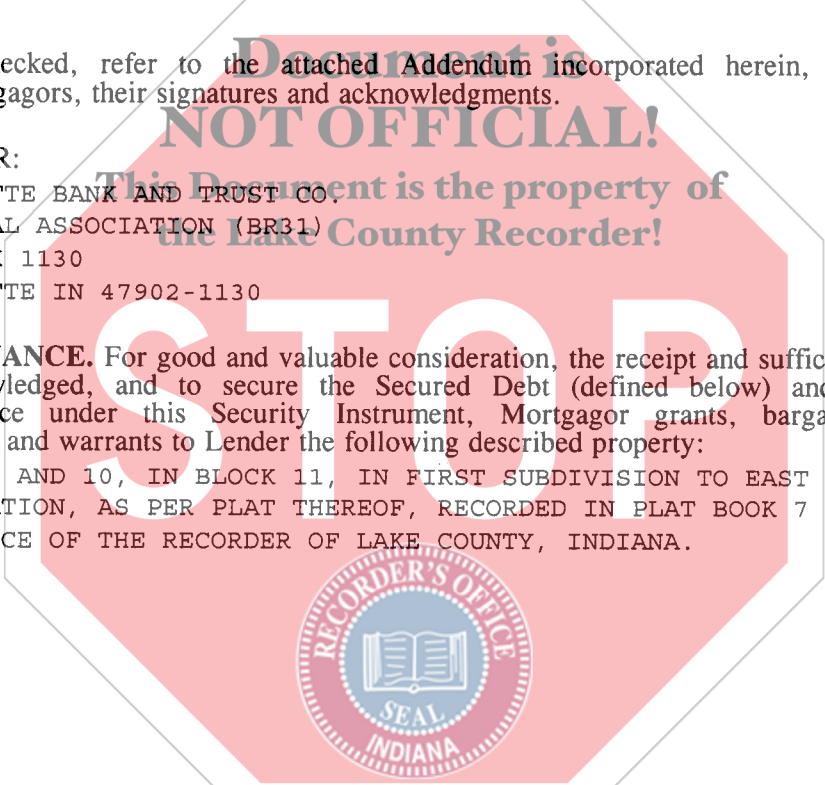 Document is
ecked, refer to the attached Addendum incorporated herein,
gagors, their signatures and acknowledgments.
NOT OFFICIAL!
R:
This Document is the property of
TTE BANK AND TRUST CO.
AL ASSOCIATION (BR31)
the Lake County Recorder!
X 1130
TTE IN 47902-1130
STOP
ANCE. For good and valuable consideration, the receipt and suffic
wledged, and to secure the Secured Debt (defined below) and
ce under this Security Instrument, Mortgagor grants, barga
and warrants to Lender the following described property:
AND 10, IN BLOCK 11, IN FIRST SUBDIVISION TO EAST
ATION, AS PER PLAT THEREOF, RECORDED IN PLAT BOOK 7
CE OF THE RECORDER OF LAKE COUNTY, INDIANA.
RECORDER'S OFFICE
SEAL
INDIANA